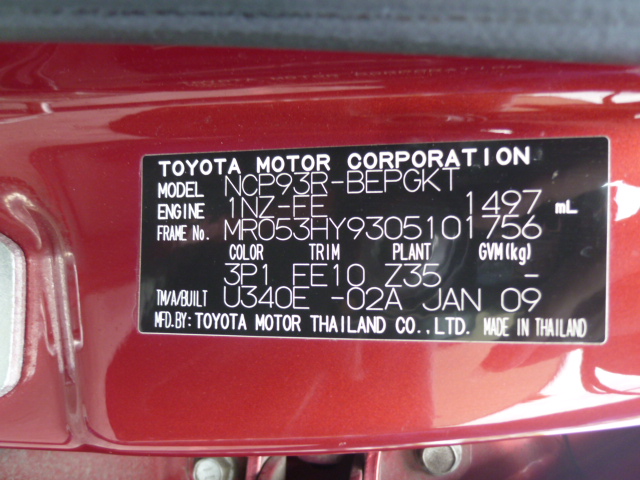 TOYOTA MOTOR CORPORATION
MODEL NCP93R-BEPGKT
ENGINE 1NZ-FE 1497 mL
FRAME No. MR053HY9305101756
COLOR TRIM PLANT GVM(kg)
3P1 FE10 Z35 -
TM/A/BUILT U340E -02A JAN 09
MFD.BY: TOYOTA MOTOR THAILAND CO.,LTD. MADE IN THAILAND